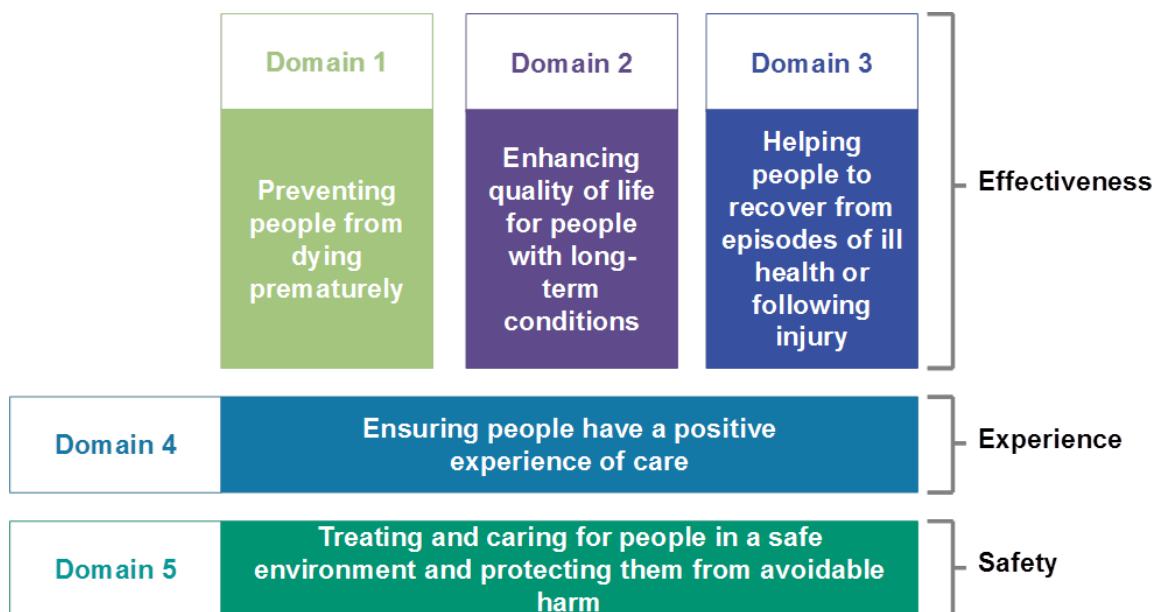 Domain 1
Preventing
people from
dying
prematurely
Domain 2
Enhancing
quality of life
for people
with long-
term
conditions
Domain 3
Helping
people to
recover from
episodes of ill
health or
following
injury
Effectiveness
Domain 4
Ensuring people have a positive
experience of care
Experience
Domain 5
Treating and caring for people in a safe
environment and protecting them from avoidable
harm
Safety